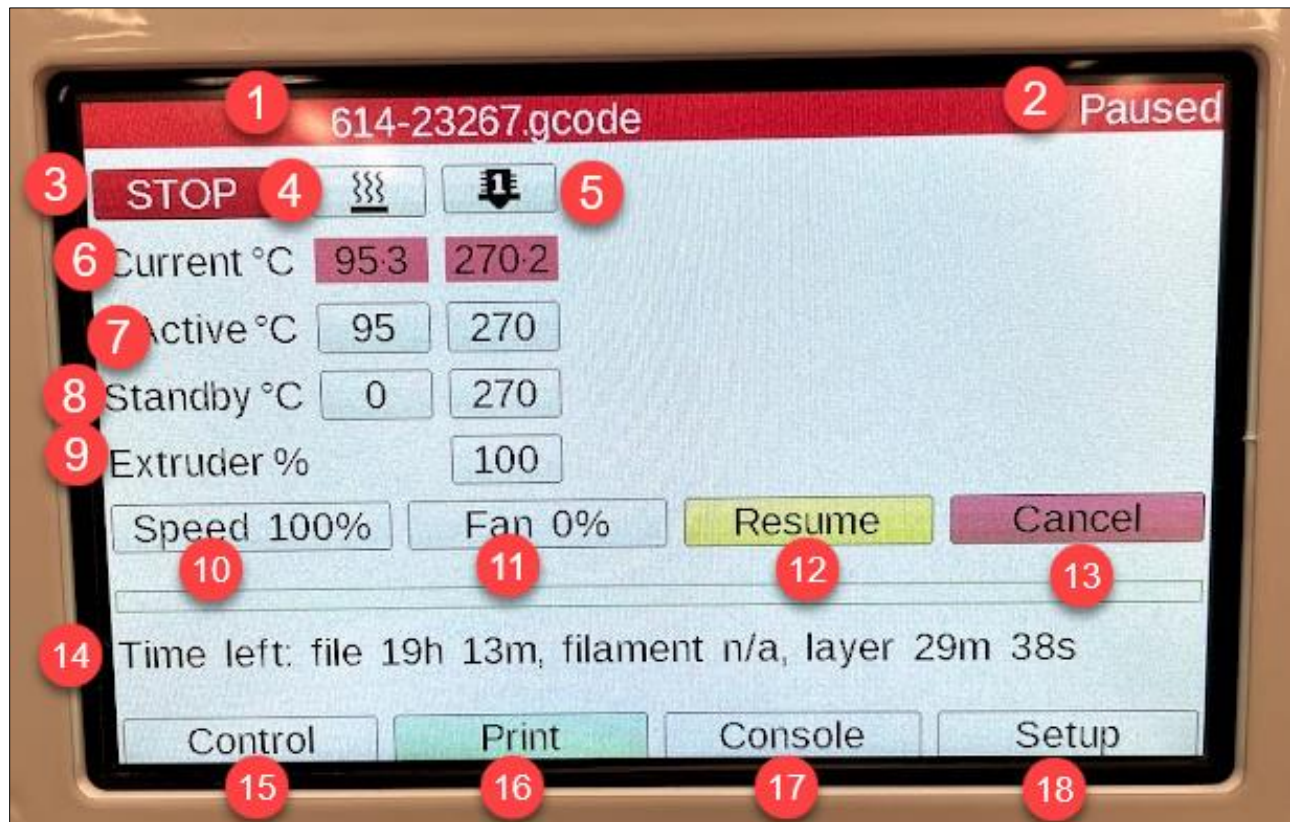 1 614-23267.gcode 2 Paused
3 STOP 4 1 5
6 Current °C 95.3 270.2
7 Active °C 95 270
8 Standby °C 0 270
9 Extruder % 100
Speed 100% Fan 0% Resume Cancel
10 11 12 13
14 Time left: file 19h 13m, filament n/a, layer 29m 38s
Control Print Console Setup
15 16 17 18